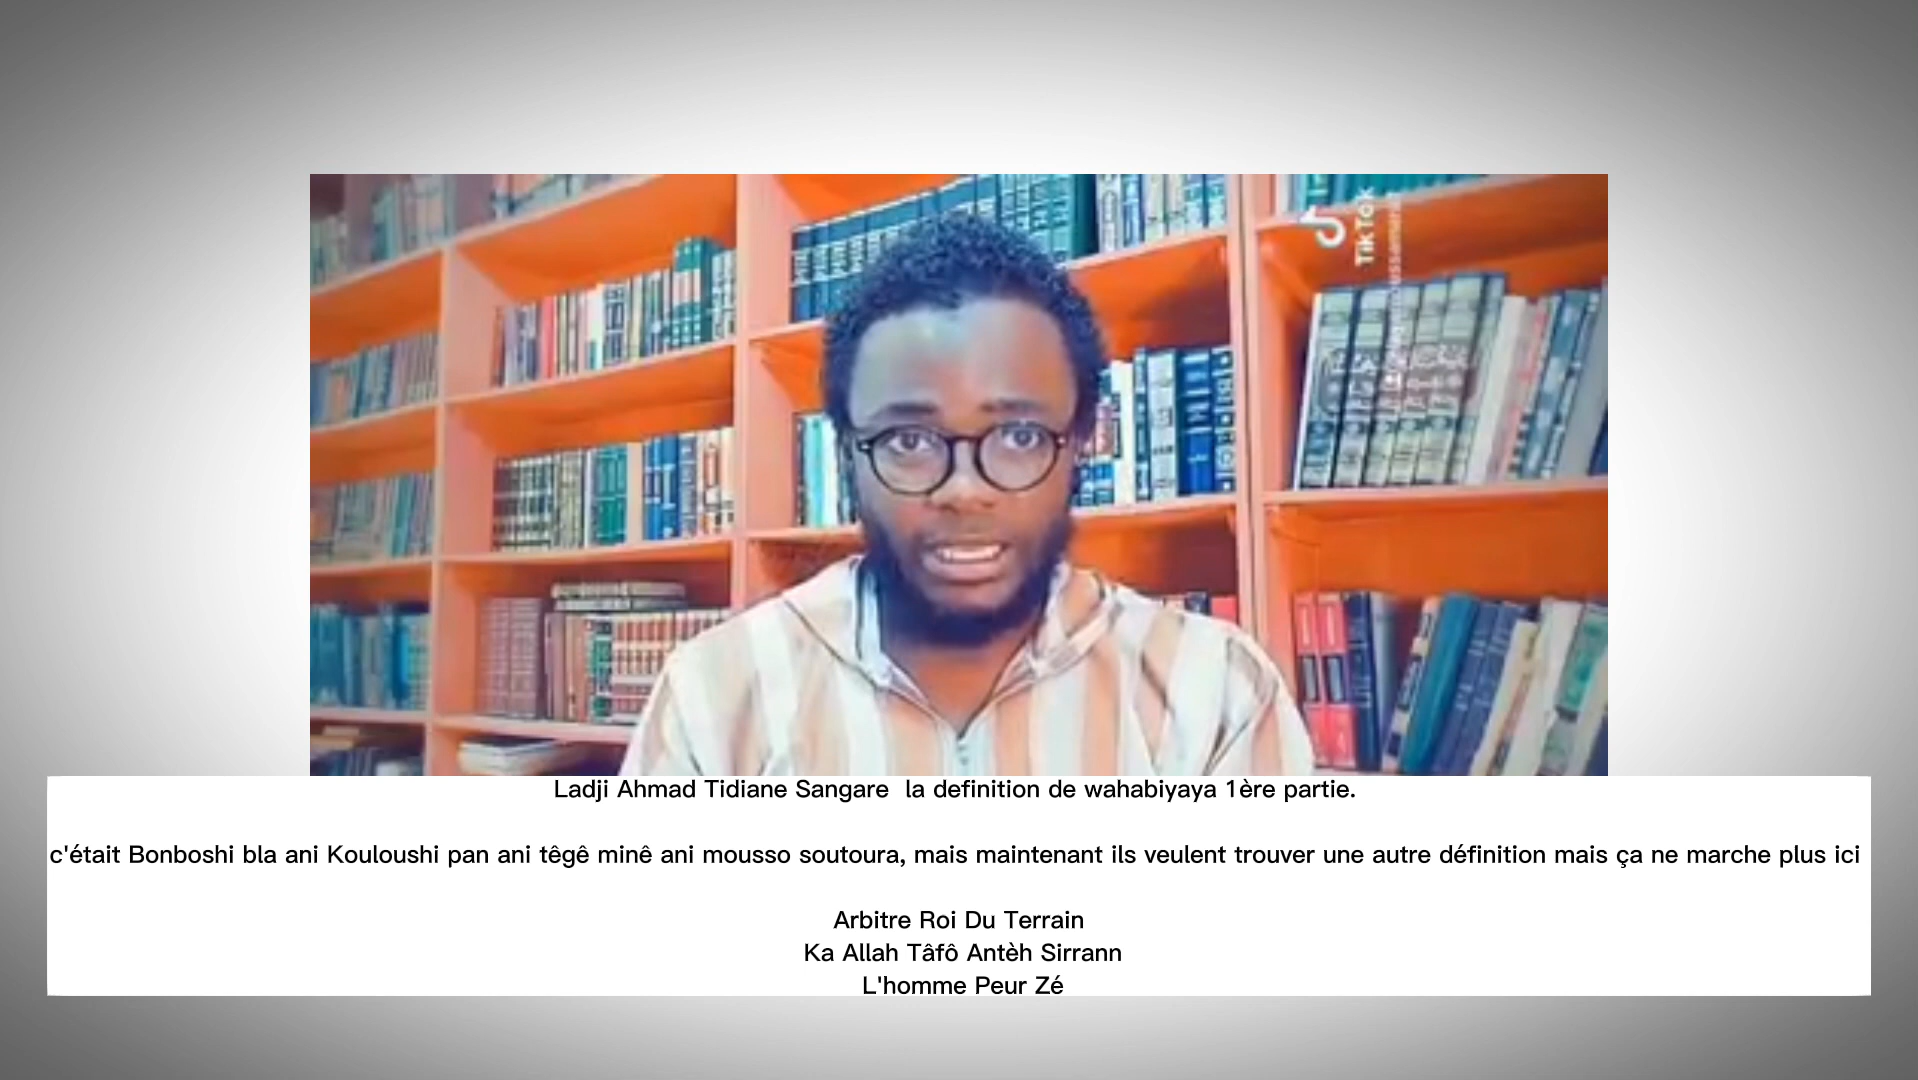 TikTok
Ladji Ahmad Tidiane Sangare  la definition de wahabiyaya 1ère partie.
c'était Bonboshi bla ani Kouloushi pan ani têgê minê ani mousso soutoura, mais maintenant ils veulent trouver une autre définition mais ça ne marche plus ici
Arbitre Roi Du Terrain
Ka Allah Tâfô Antèh Sirrann
L'homme Peur Zé